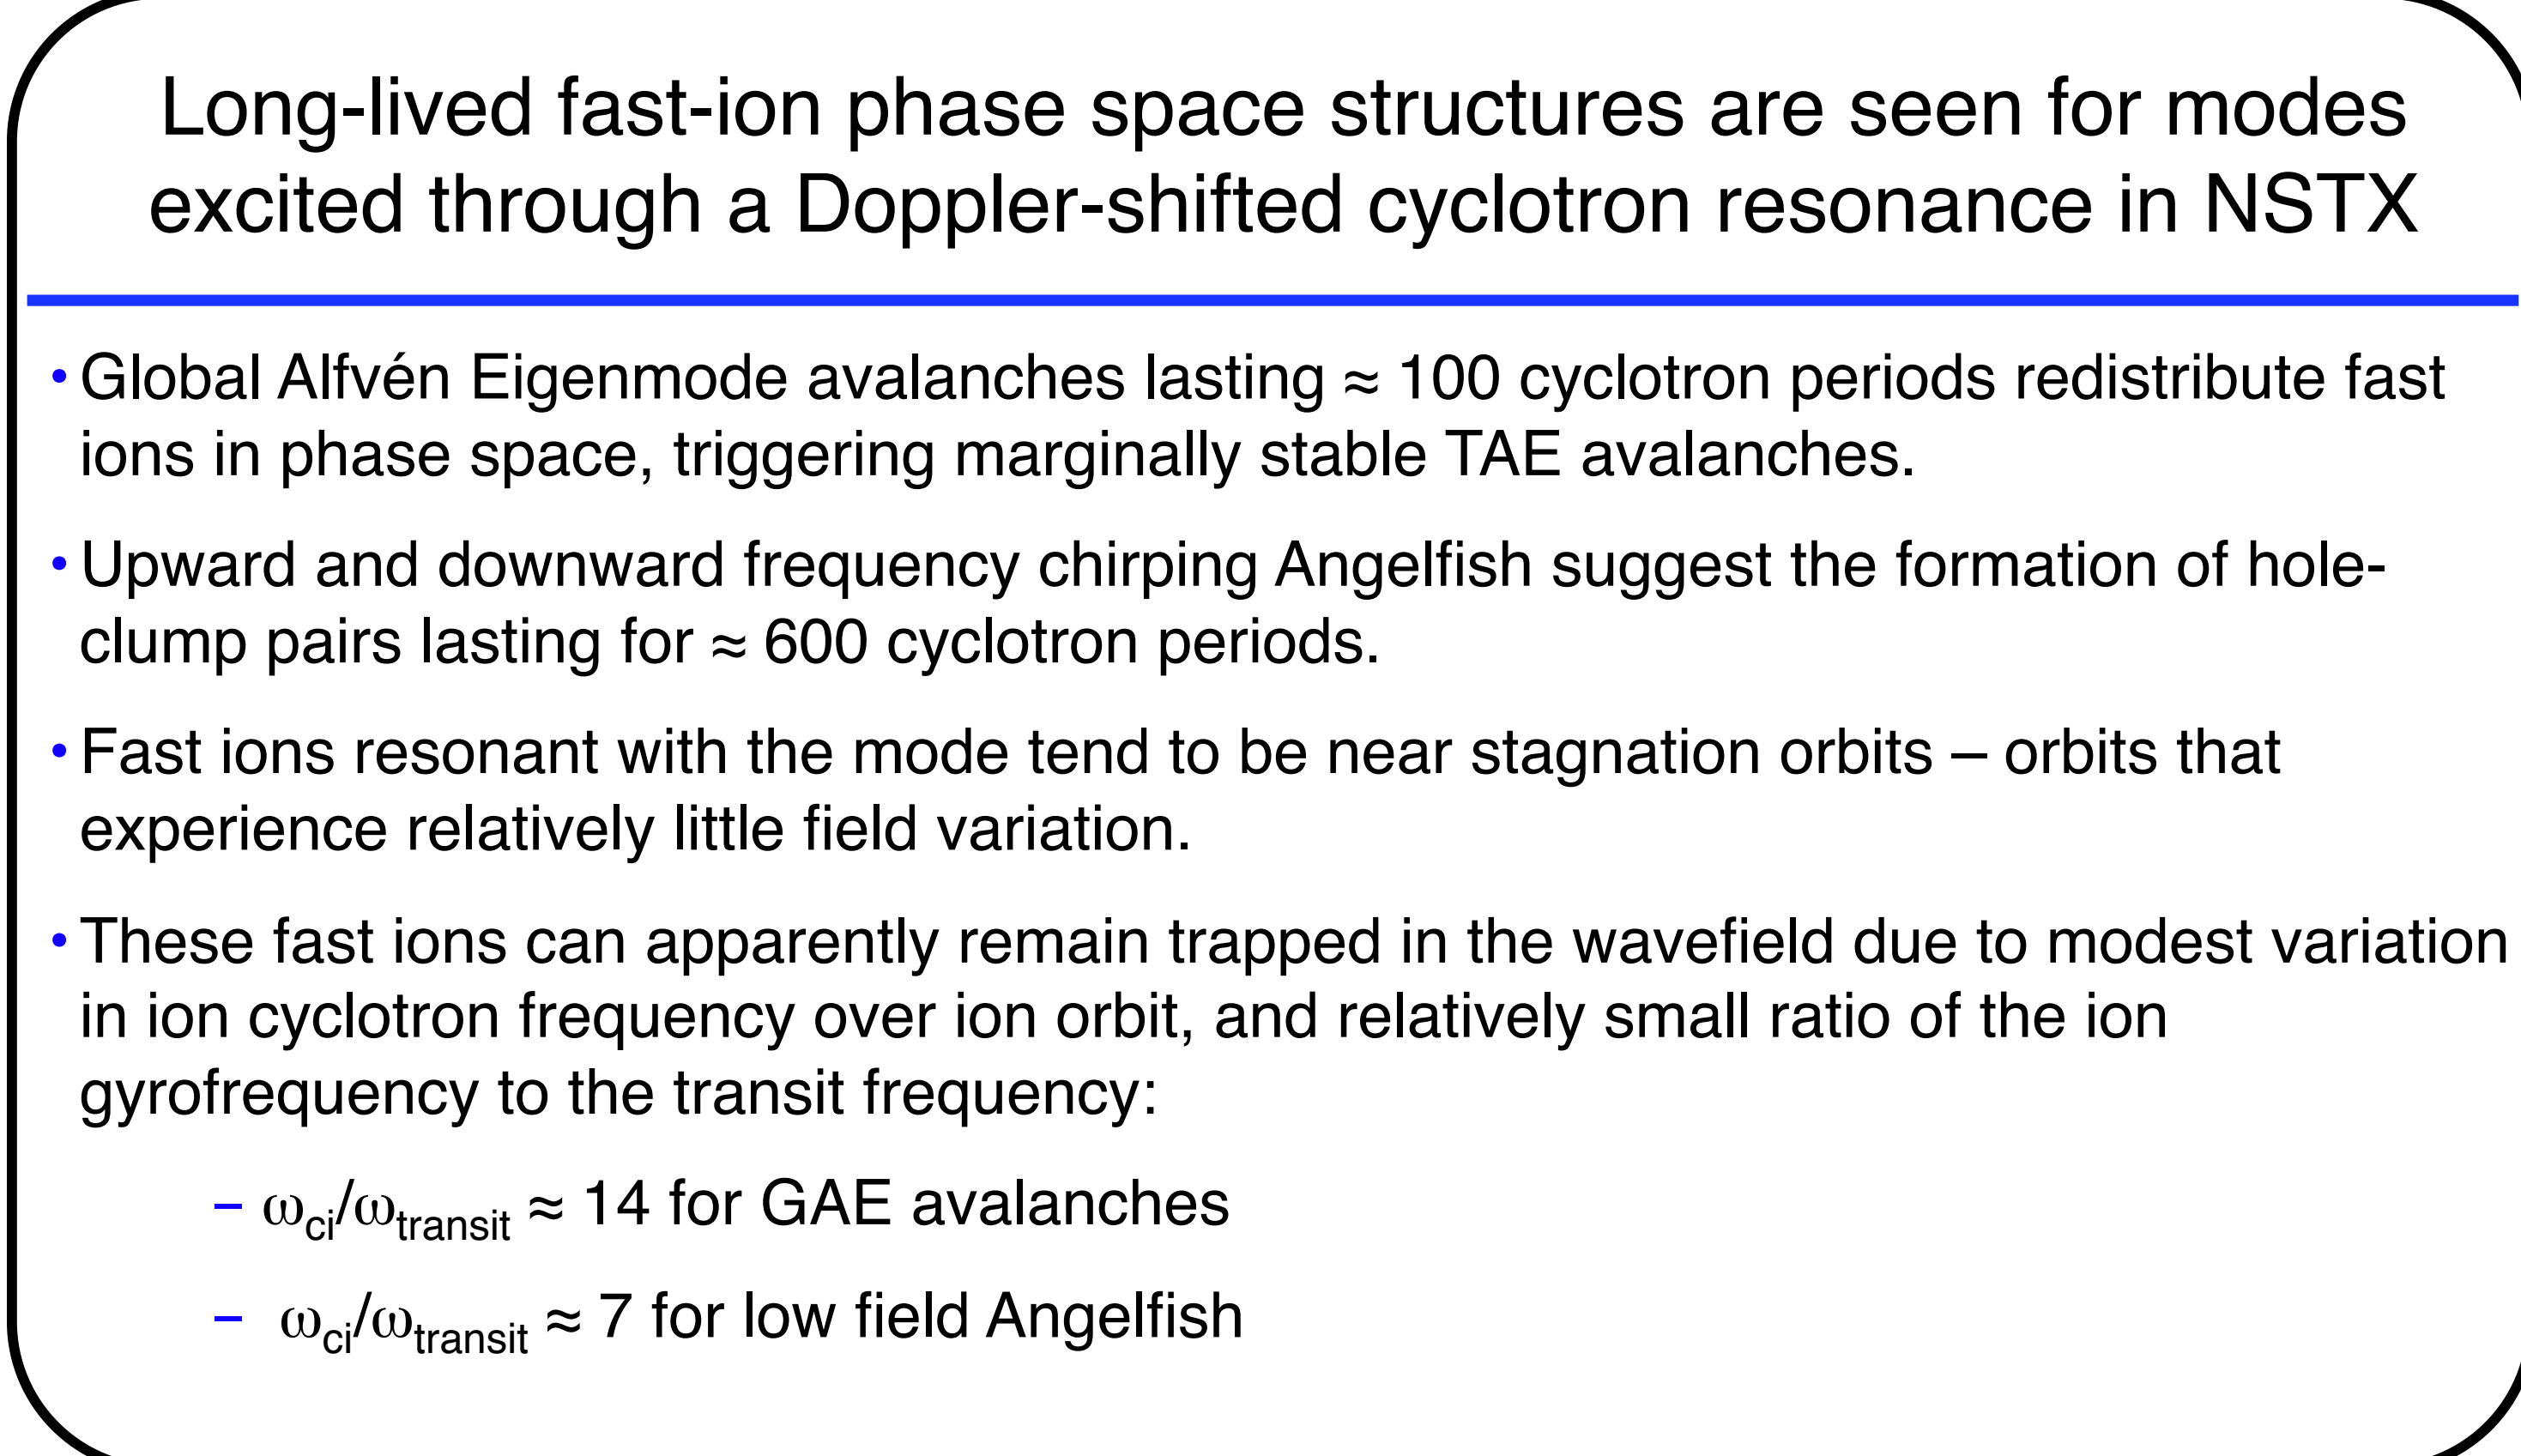 Long-lived fast-ion phase space structures are seen for modes
excited through a Doppler-shifted cyclotron resonance in NSTX
• Global Alfvén Eigenmode avalanches lasting ≈ 100 cyclotron periods redistribute fast
ions in phase space, triggering marginally stable TAE avalanches.
• Upward and downward frequency chirping Angelfish suggest the formation of hole-
clump pairs lasting for ≈ 600 cyclotron periods.
• Fast ions resonant with the mode tend to be near stagnation orbits – orbits that
experience relatively little field variation.
• These fast ions can apparently remain trapped in the wavefield due to modest variation
in ion cyclotron frequency over ion orbit, and relatively small ratio of the ion
gyrofrequency to the transit frequency:
– ω_ci/ω_transit ≈ 14 for GAE avalanches
– ω_ci/ω_transit ≈ 7 for low field Angelfish